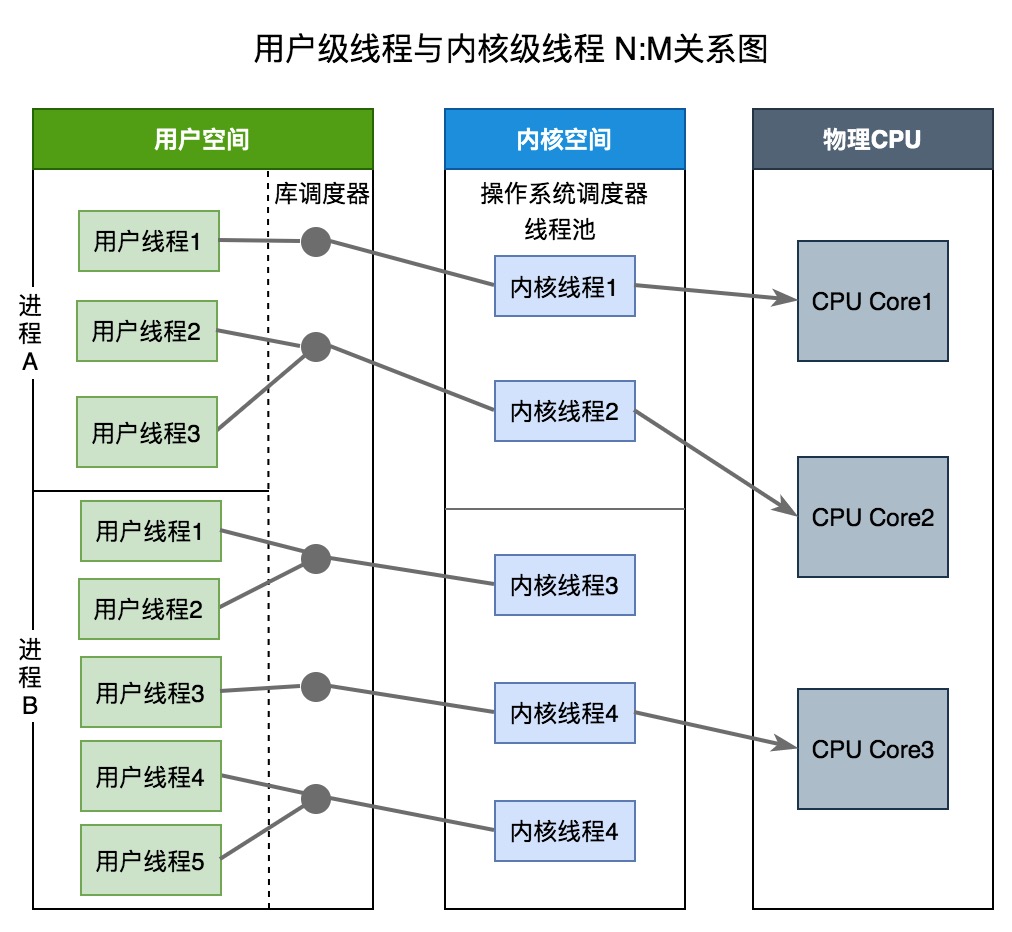 用户级线程与内核级线程 N:M关系图
用户空间
内核空间
物理CPU
库调度器
操作系统调度器
线程池
进程A
用户线程1
用户线程2
用户线程3
内核线程1
内核线程2
CPU Core1
CPU Core2
进程B
用户线程1
用户线程2
用户线程3
用户线程4
用户线程5
内核线程3
内核线程4
内核线程4
CPU Core3